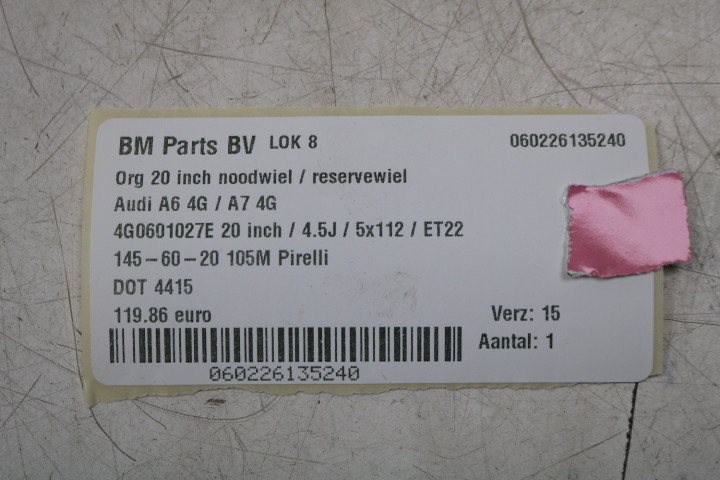 BM Parts BV LOK 8 060226135240
Org 20 inch noodwiel / reservewiel
Audi A6 4G / A7 4G
4G0601027E 20 inch / 4.5J / 5x112 / ET22
145-60-20 105M Pirelli
DOT 4415
119.86 euro Verz: 15
Aantal: 1
060226135240